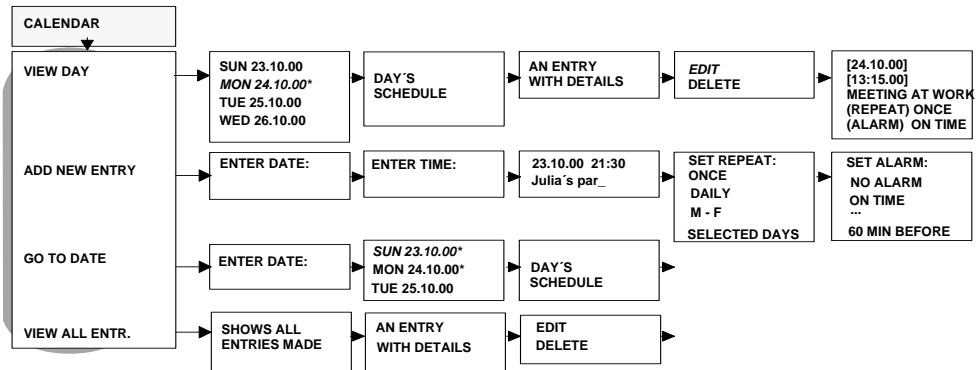 CALENDAR
VIEW DAY
SUN 23.10.00
MON 24.10.00*
TUE 25.10.00
WED 26.10.00
DAY´S
SCHEDULE
AN ENTRY
WITH DETAILS
EDIT
DELETE
[24.10.00]
[13:15.00]
MEETING AT WORK
(REPEAT) ONCE
(ALARM) ON TIME
ADD NEW ENTRY
ENTER DATE:
ENTER TIME:
23.10.00 21:30
Julia´s par_
SET REPEAT:
ONCE
DAILY
M - F
SELECTED DAYS
SET ALARM:
NO ALARM
ON TIME
...
60 MIN BEFORE
GO TO DATE
ENTER DATE:
SUN 23.10.00*
MON 24.10.00*
TUE 25.10.00
DAY´S
SCHEDULE
VIEW ALL ENTR.
SHOWS ALL
ENTRIES MADE
AN ENTRY
WITH DETAILS
EDIT
DELETE